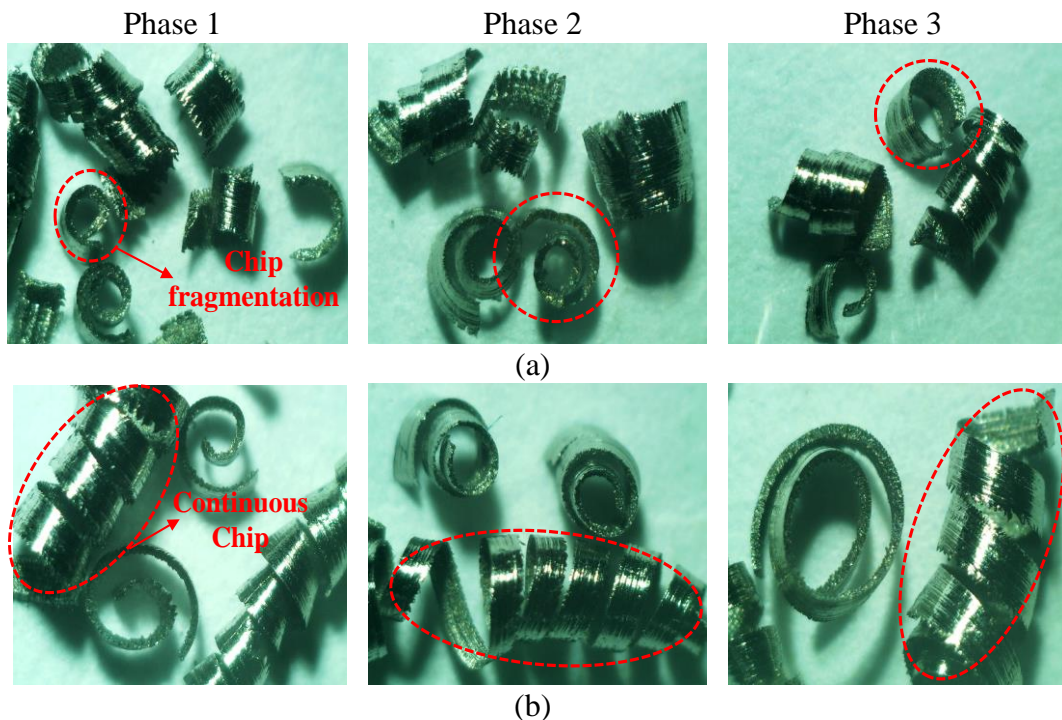 Phase 1
Phase 2
Phase 3
Chip
fragmentation
(a)
Continuous
Chip
(b)